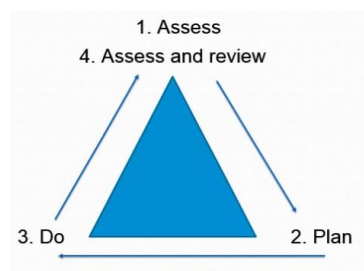 1. Assess
4. Assess and review
3. Do
2. Plan